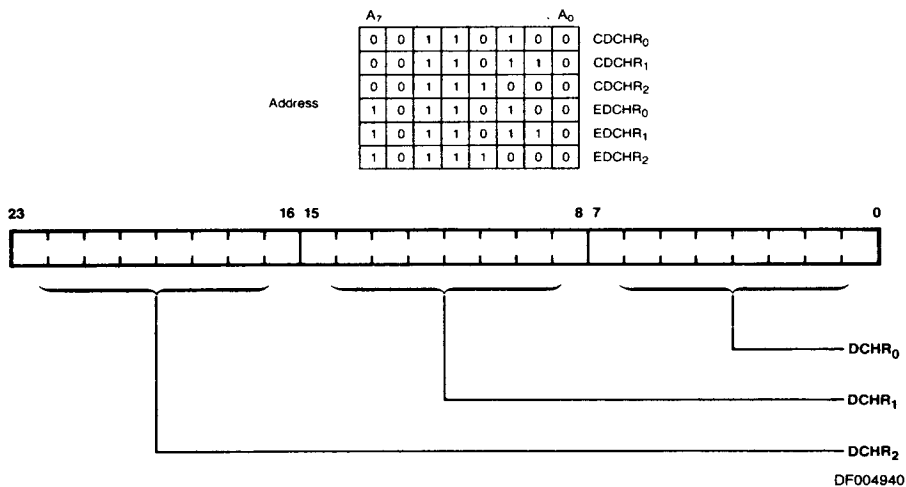 A₇ A₀
0 0 1 1 0 1 0 0 CDCHR₀
0 0 1 1 0 1 1 0 CDCHR₁
0 0 1 1 1 0 0 0 CDCHR₂
Address
1 0 1 1 0 1 0 0 EDCHR₀
1 0 1 1 0 1 1 0 EDCHR₁
1 0 1 1 1 0 0 0 EDCHR₂
23 16 15 8 7 0
DCHR₀
DCHR₁
DCHR₂
DF004940